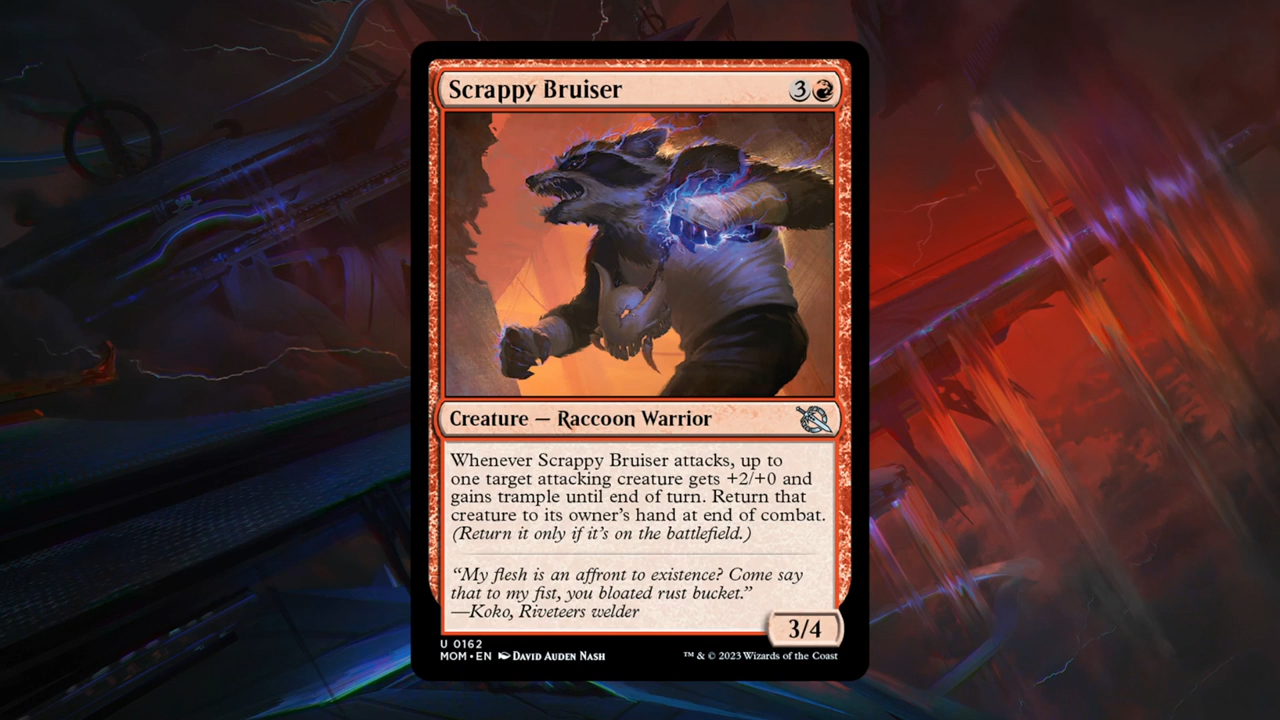 Scrappy Bruiser 3
Creature — Raccoon Warrior
Whenever Scrappy Bruiser attacks, up to
one target attacking creature gets +2/+0 and
gains trample until end of turn. Return that
creature to its owner’s hand at end of combat.
(Return it only if it’s on the battlefield.)
“My flesh is an affront to existence? Come say
that to my fist, you bloated rust bucket.”
—Koko, Riveteers welder
3/4
U 0162
MOM • EN David Auden Nash ™ & © 2023 Wizards of the Coast